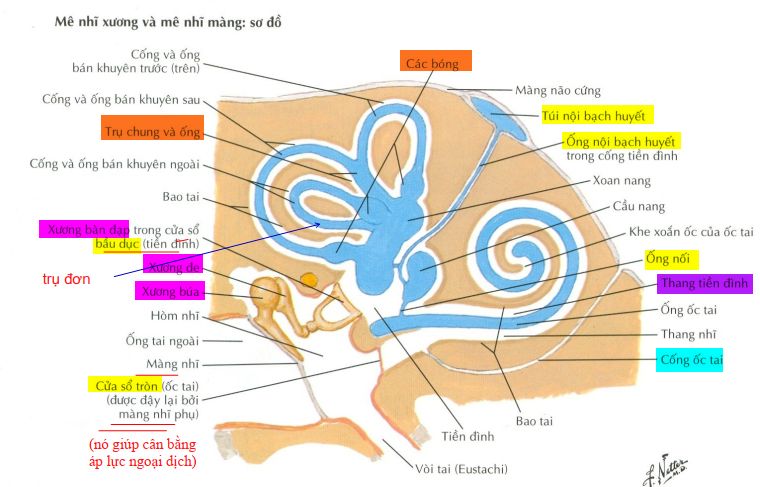 Mê nhĩ xương và mê nhĩ màng: sơ đồ
Cống và ống
bán khuyên trước (trên)
Cống và ống bán khuyên sau
Trụ chung và ống
Cống và ống bán khuyên ngoài
Bao tai
Xương bàn đạp trong cửa sổ
bầu dục (tiền đình)
trụ đơn
Xương đe
Xương búa
Hòm nhĩ
Ống tai ngoài
Màng nhĩ
Cửa sổ tròn (ốc tai)
(được đậy lại bởi
màng nhĩ phụ)
(nó giúp cân bằng
áp lực ngoại dịch)
Các bóng
Màng não cứng
Túi nội bạch huyết
Ống nội bạch huyết
trong cống tiền đình
Xoan nang
Cầu nang
Khe xoắn ốc của ốc tai
Ống nối
Thang tiền đình
Ống ốc tai
Thang nhĩ
Cống ốc tai
Bao tai
Tiền đình
Vòi tai (Eustachi)
F. Netter
M.D.